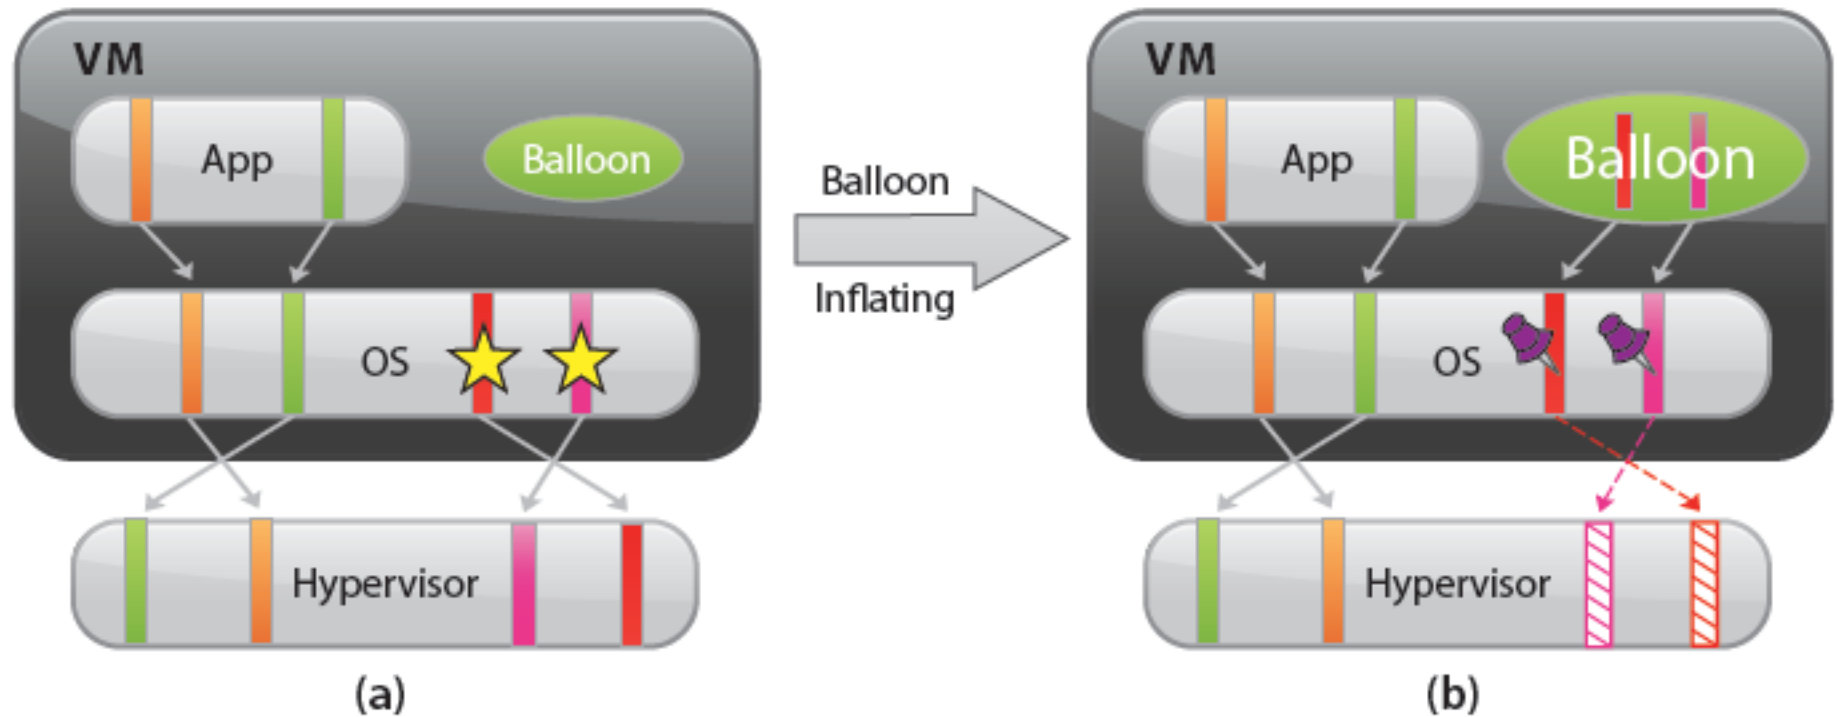 VM
App
Balloon
OS
Hypervisor
(a)
Balloon
Inflating
VM
App
Balloon
OS
Hypervisor
(b)